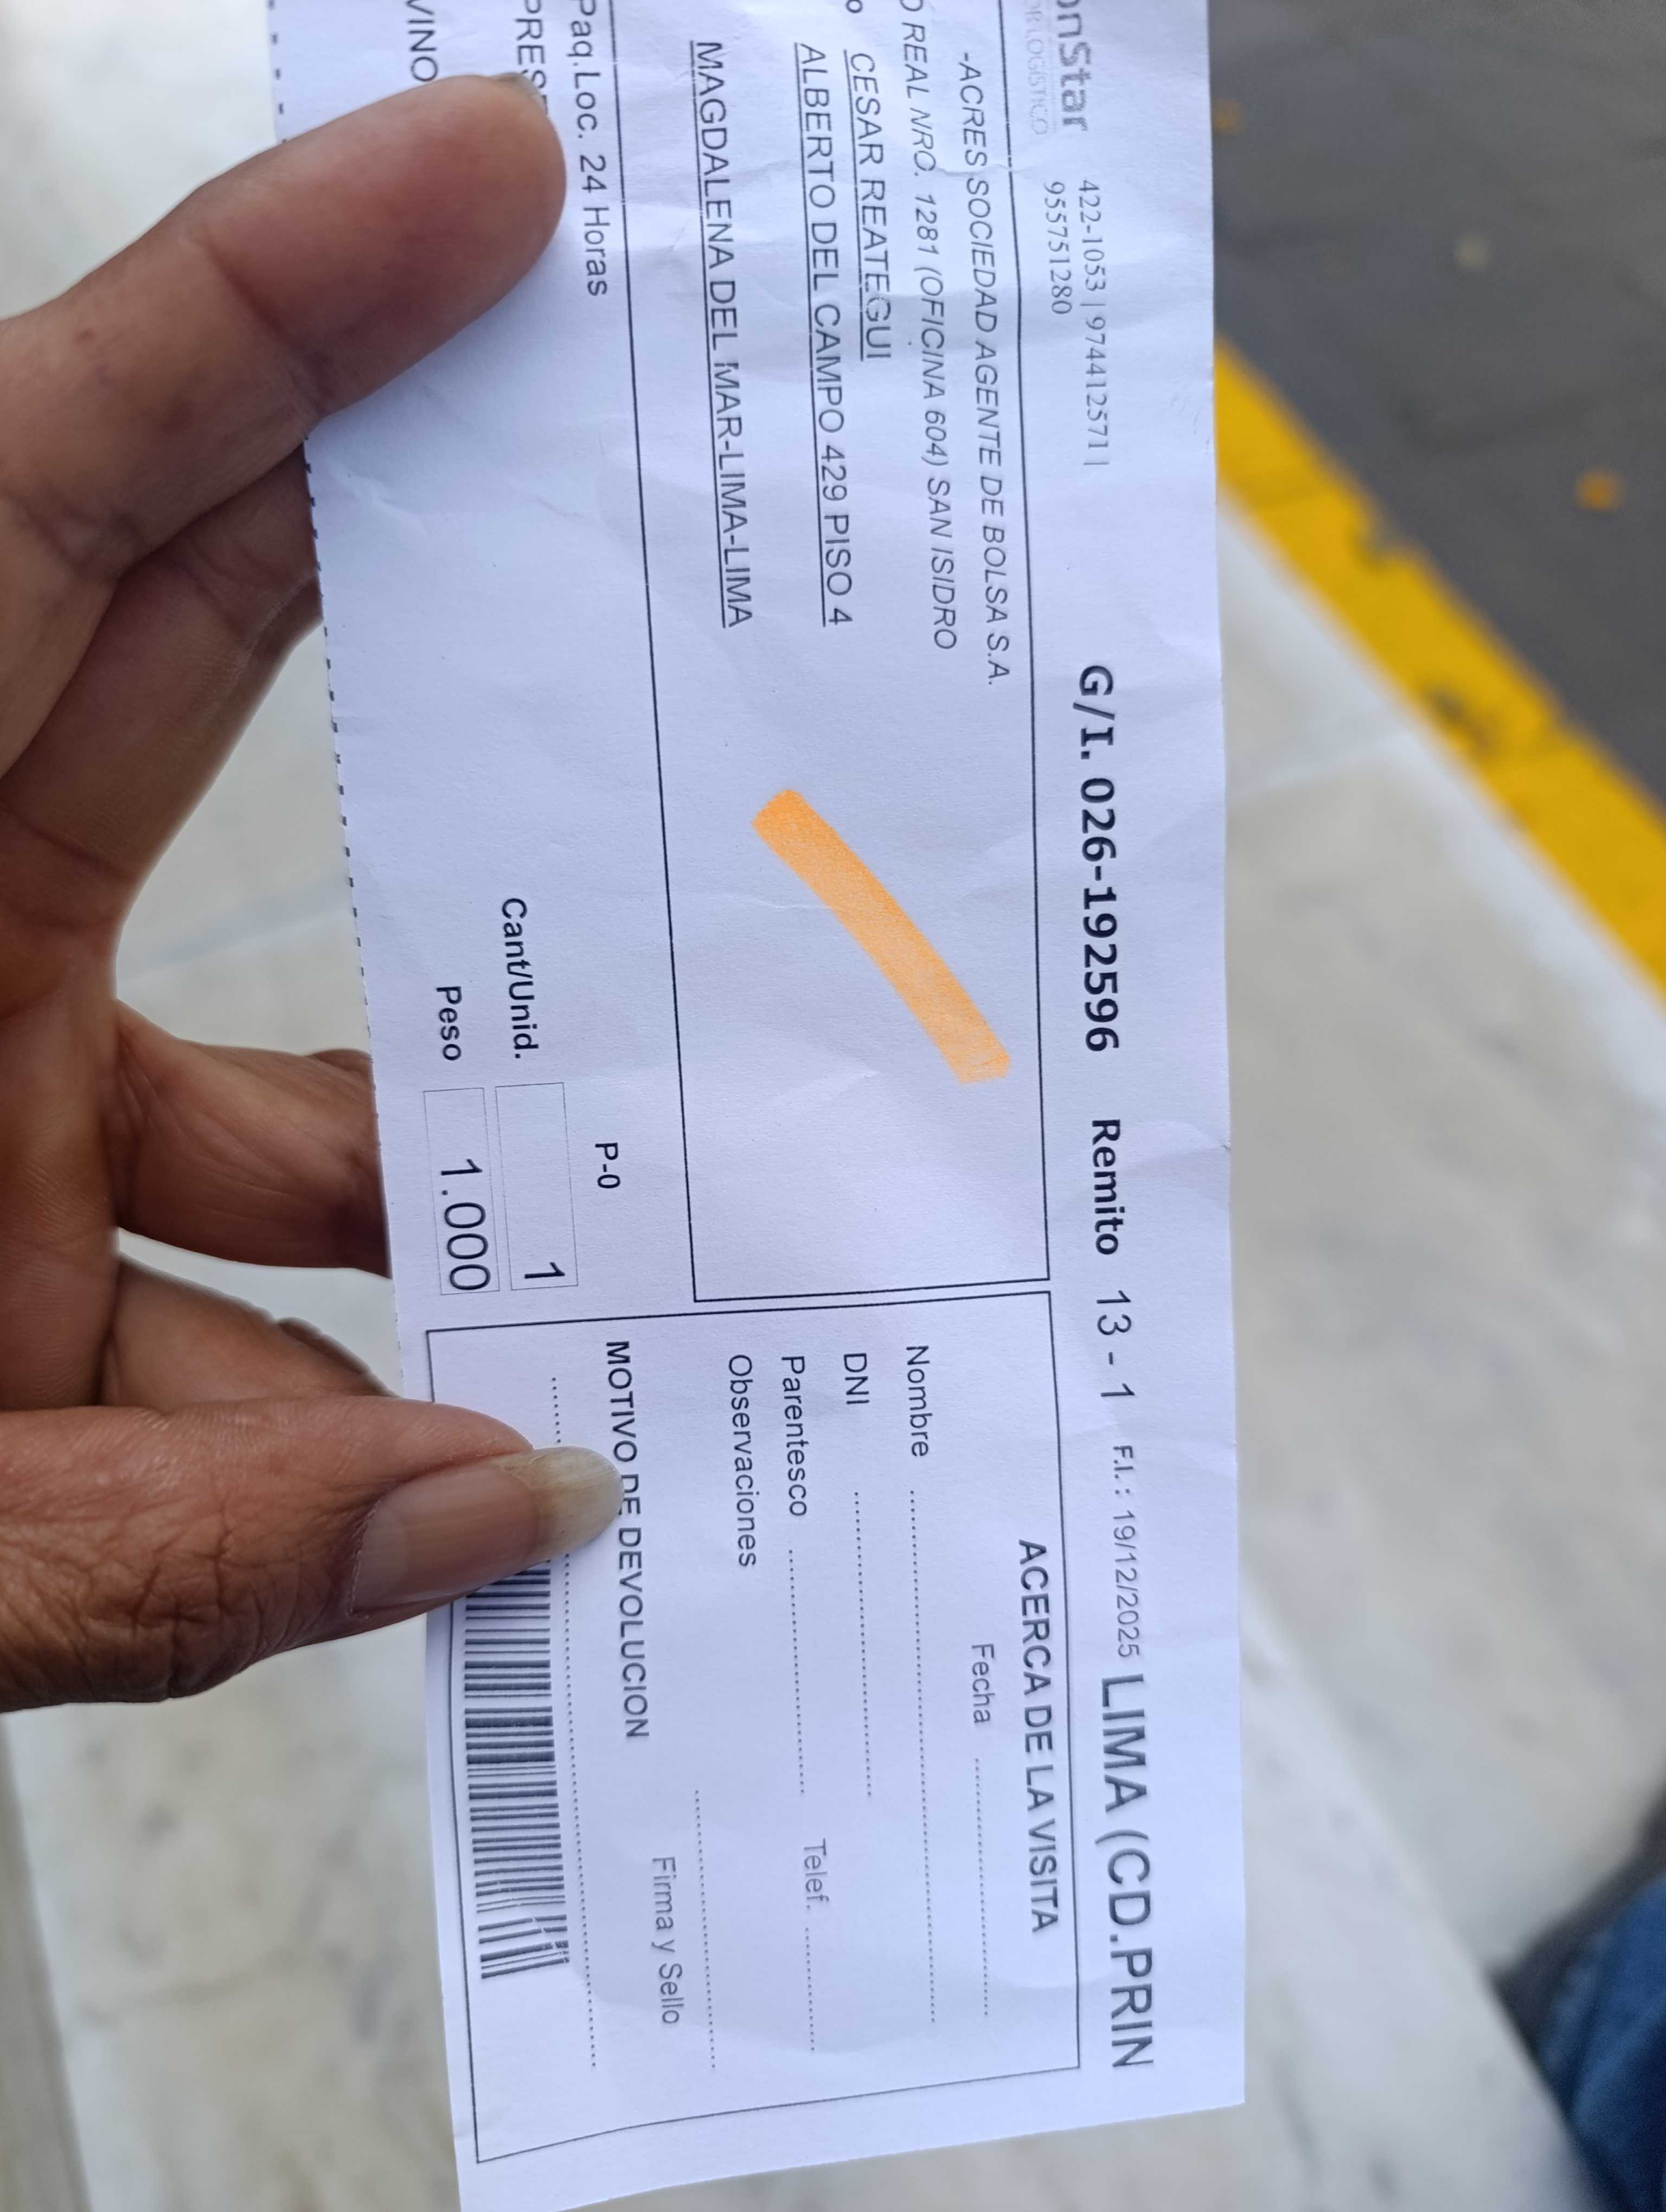 422-1053 | 974412571 |
955751280
G/I. 026-192596 Remito 13 - 1 F.I. : 19/12/2025 LIMA (CD.PRIN
-ACRES SOCIEDAD AGENTE DE BOLSA S.A.
REAL NRO. 1281 (OFICINA 604) SAN ISIDRO
CESAR REATEGUI
ALBERTO DEL CAMPO 429 PISO 4
MAGDALENA DEL MAR-LIMA-LIMA
Paq.Loc. 24 Horas
P-0
Cant/Unid. 1
VINO
Peso 1.000
ACERCA DE LA VISITA
Fecha
Nombre
DNI
Parentesco Telef.
Observaciones
Firma y Sello
MOTIVO DE DEVOLUCION